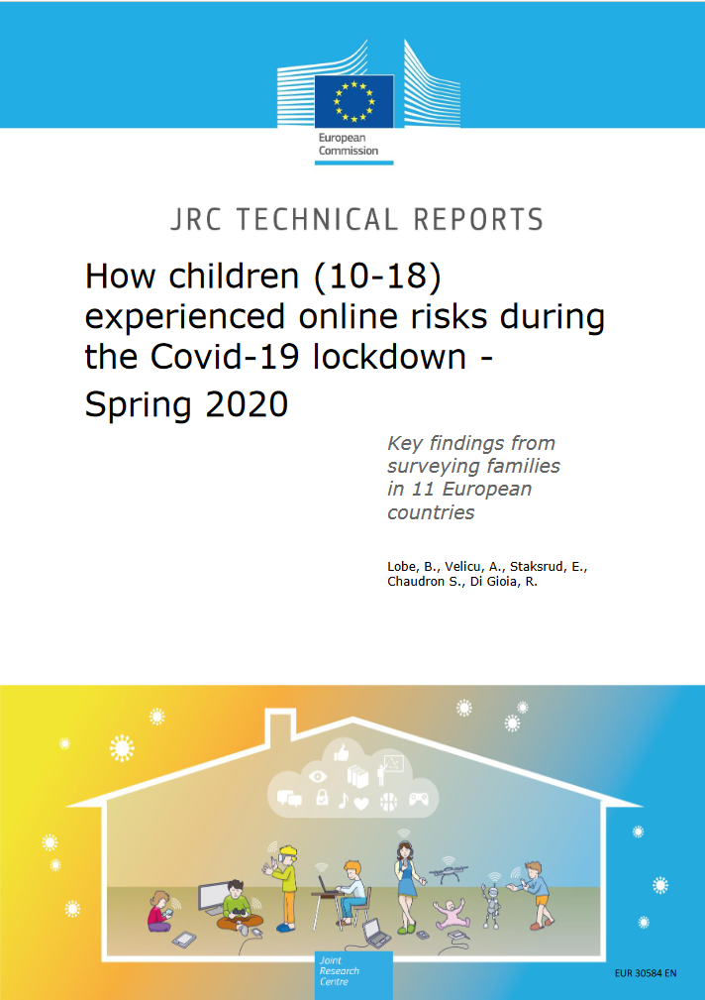 European
Commission
JRC TECHNICAL REPORTS
How children (10-18)
experienced online risks during
the Covid-19 lockdown -
Spring 2020
Key findings from
surveying families
in 11 European
countries
Lobe, B., Velicu, A., Staksrud, E.,
Chaudron S., Di Gioia, R.
Joint
Research
Centre
EUR 30584 EN